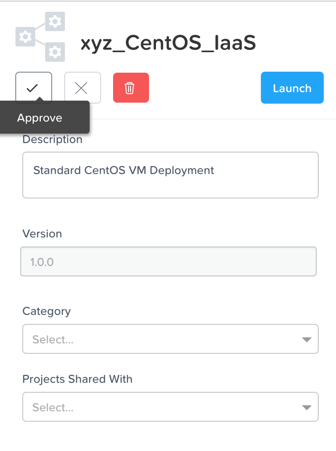 xyz_CentOS_IaaS
Launch
Approve
Description
Standard CentOS VM Deployment
Version
1.0.0
Category
Select...
Projects Shared With
Select...